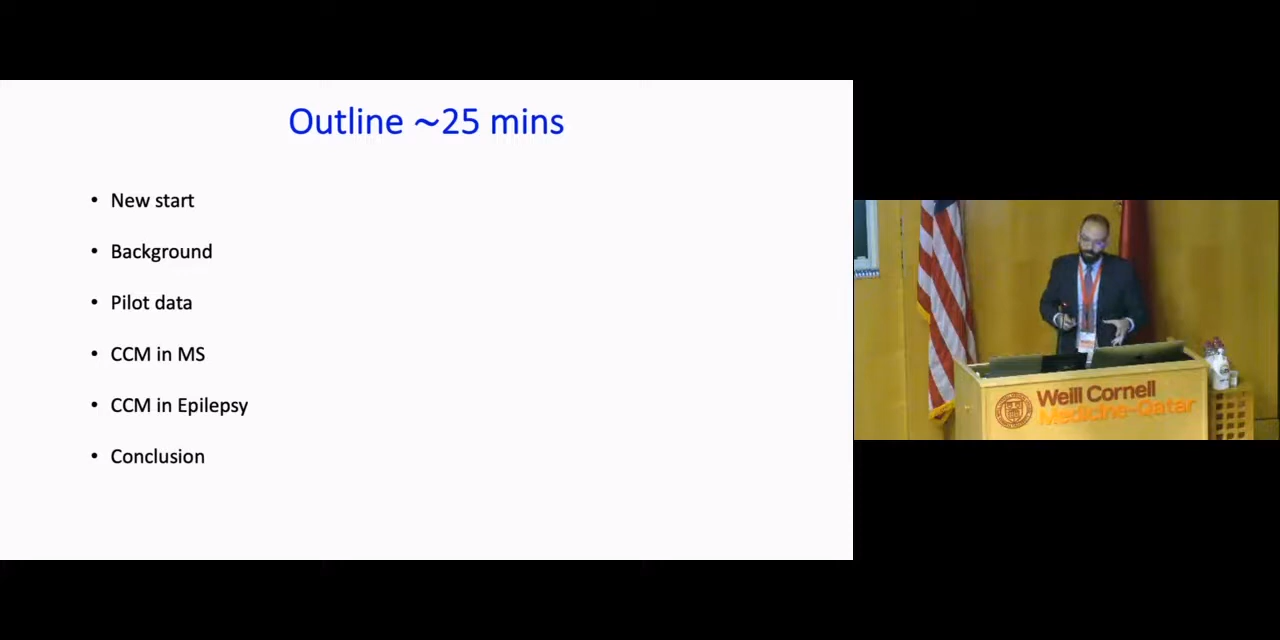 Outline ~25 mins
• New start
• Background
• Pilot data
• CCM in MS
• CCM in Epilepsy
• Conclusion
Weill Cornell
Medicine-Qatar